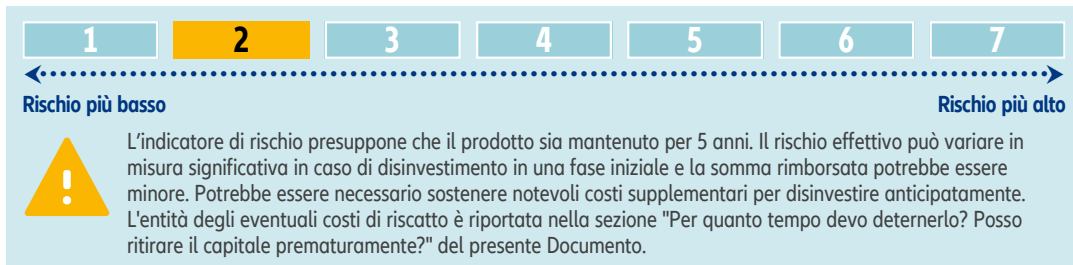 1 2 3 4 5 6 7
Rischio più basso Rischio più alto
L'indicatore di rischio presuppone che il prodotto sia mantenuto per 5 anni. Il rischio effettivo può variare in
misura significativa in caso di disinvestimento in una fase iniziale e la somma rimborsata potrebbe essere
minore. Potrebbe essere necessario sostenere notevoli costi supplementari per disinvestire anticipatamente.
L'entità degli eventuali costi di riscatto è riportata nella sezione "Per quanto tempo devo deternerlo? Posso
ritirare il capitale prematuramente?" del presente Documento.